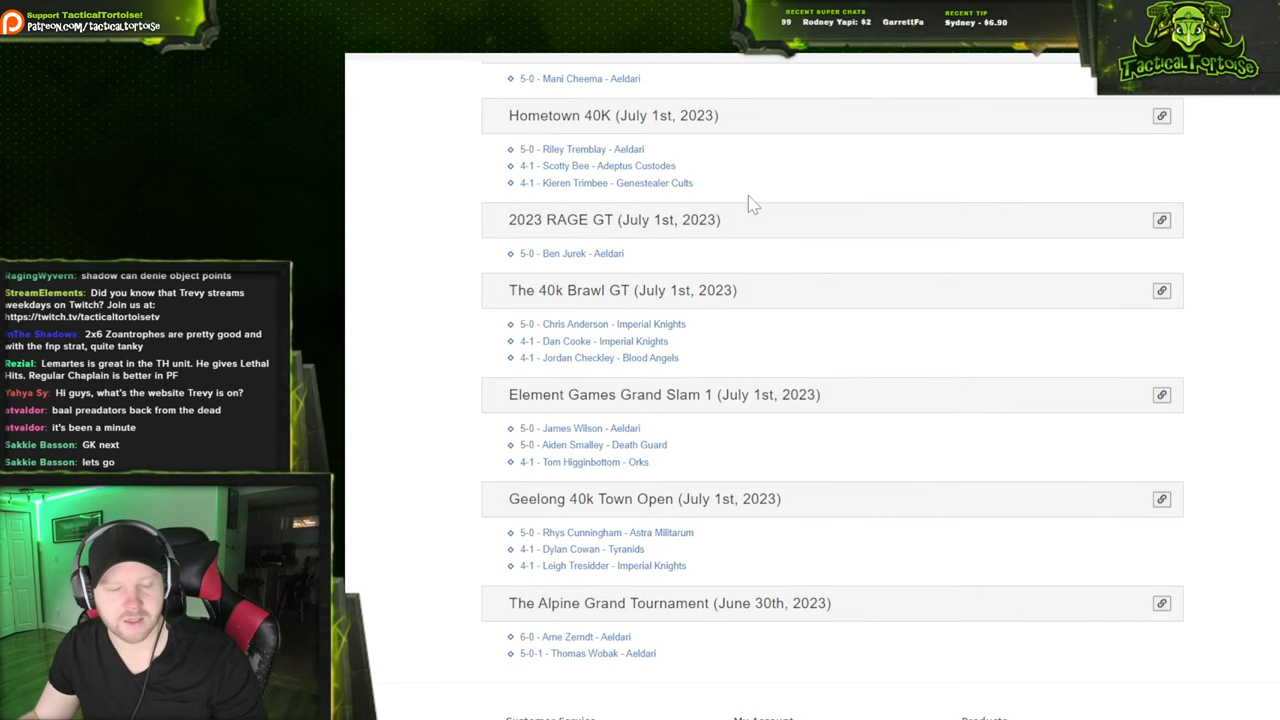 Support TacticalTortoise!
Patreon.com/tacticaltortoise
RECENT SUPER CHATS
99 Rodney Yapi: $2 GarrettFa
RECENT TIP
Sydney - $6.90
TACTICALTORTOISE
5-0 - Mani Cheema - Aeldari
Hometown 40K (July 1st, 2023)
5-0 - Riley Tremblay - Aeldari
4-1 - Scotty Bee - Adeptus Custodes
4-1 - Kieren Trimbee - Genestealer Cults
2023 RAGE GT (July 1st, 2023)
5-0 - Ben Jurek - Aeldari
The 40k Brawl GT (July 1st, 2023)
5-0 - Chris Anderson - Imperial Knights
4-1 - Dan Cooke - Imperial Knights
4-1 - Jordan Checkley - Blood Angels
Element Games Grand Slam 1 (July 1st, 2023)
5-0 - James Wilson - Aeldari
5-0 - Aiden Smalley - Death Guard
4-1 - Tom Higginbottom - Orks
Geelong 40k Town Open (July 1st, 2023)
5-0 - Rhys Cunningham - Astra Militarum
4-1 - Dylan Cowan - Tyranids
4-1 - Leigh Tresidder - Imperial Knights
The Alpine Grand Tournament (June 30th, 2023)
6-0 - Arne Zerndt - Aeldari
5-0-1 - Thomas Wobak - Aeldari
RagingWyvern: shadow can denie object points
StreamElements: Did you know that Trevy streams
weekdays on Twitch? Join us at:
https://twitch.tv/tacticaltortoisetv
InThe Shadows: 2x6 Zoantrophes are pretty good and
with the fnp strat, quite tanky
Rezial: Lemartes is great in the TH unit. He gives Lethal
Hits. Regular Chaplain is better in PF
Yahya Sy: Hi guys, what's the website Trevy is on?
atvaldor: baal preadators back from the dead
atvaldor: it's been a minute
Sakkie Basson: GK next
Sakkie Basson: lets go